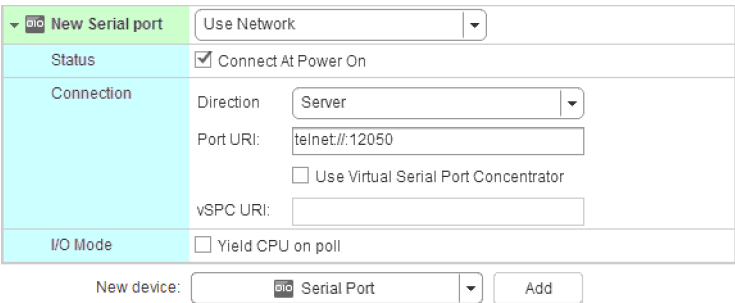 New Serial port Use Network
Status Connect At Power On
Connection Direction Server
Port URI: telnet://:12050
Use Virtual Serial Port Concentrator
vSPC URI:
I/O Mode Yield CPU on poll
New device: Serial Port Add